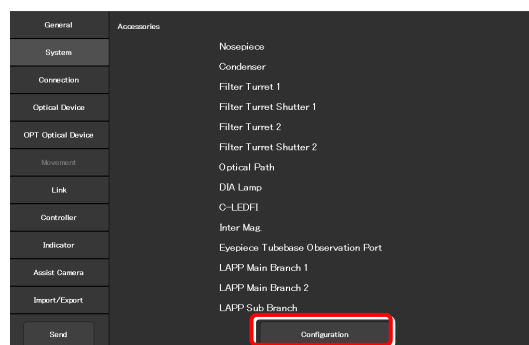 General
System
Connection
Optical Device
OPT Optical Device
Movement
Link
Controller
Indicator
Assist Camera
Import/Export
Send
Accessories
Nosepiece
Condenser
Filter Turret 1
Filter Turret Shutter 1
Filter Turret 2
Filter Turret Shutter 2
Optical Path
DIA Lamp
C-LEDFI
Inter Mag.
Eyepiece Tubebase Observation Port
LAPP Main Branch 1
LAPP Main Branch 2
LAPP Sub Branch
Configuration